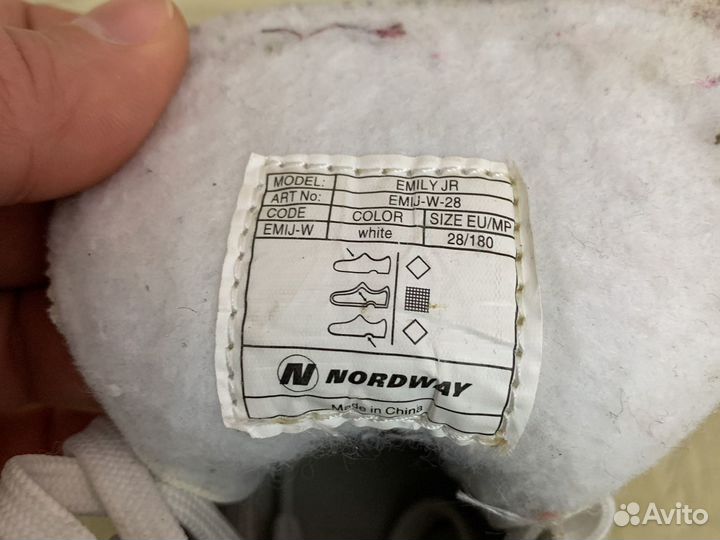 MODEL: EMILY JR
ART No: EMIJ-W-28
CODE COLOR SIZE EU/MP
EMIJ-W white 28/180
N NORDWAY
Made in China
Avito